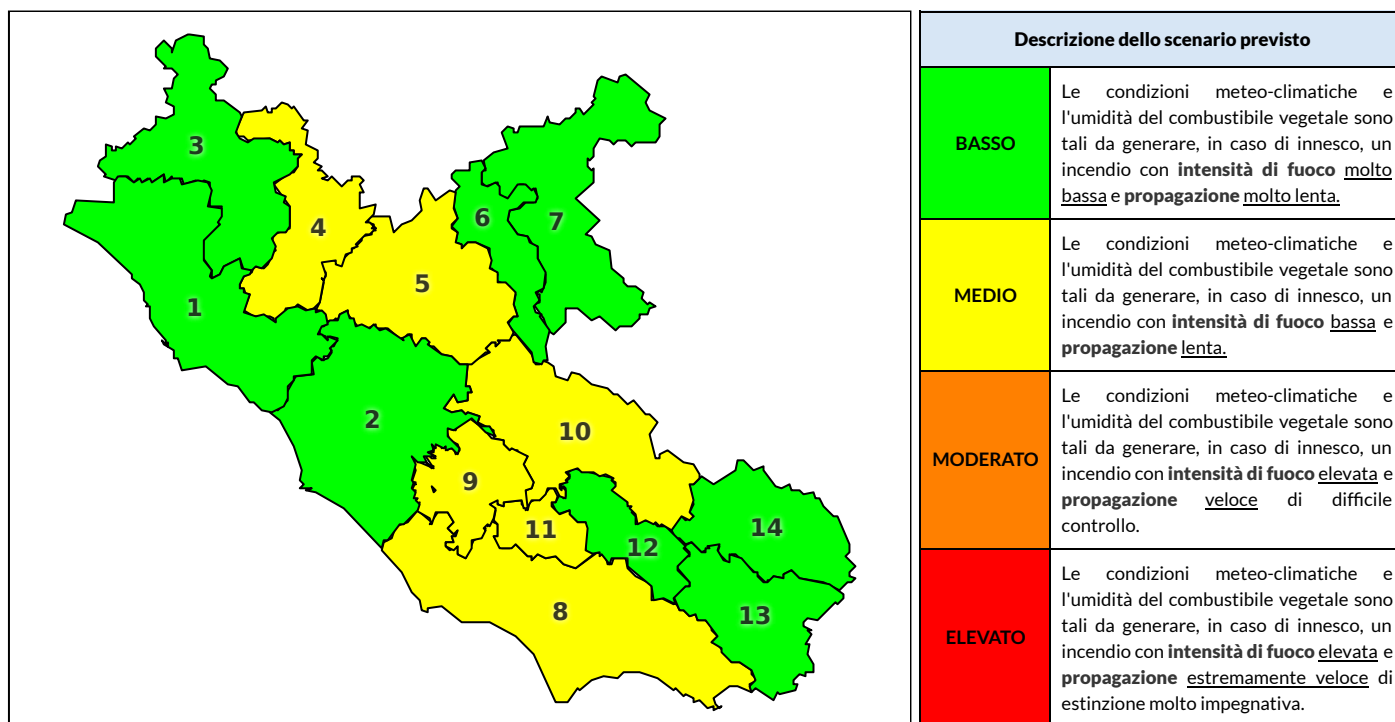 3
4
6
7
5
1
2
10
9
11
12
14
8
13
Descrizione dello scenario previsto
BASSO
Le condizioni meteo-climatiche e
l'umidità del combustibile vegetale sono
tali da generare, in caso di innesco, un
incendio con intensità di fuoco molto
bassa e propagazione molto lenta.
MEDIO
Le condizioni meteo-climatiche e
l'umidità del combustibile vegetale sono
tali da generare, in caso di innesco, un
incendio con intensità di fuoco bassa e
propagazione lenta.
MODERATO
Le condizioni meteo-climatiche e
l'umidità del combustibile vegetale sono
tali da generare, in caso di innesco, un
incendio con intensità di fuoco elevata e
propagazione veloce di difficile
controllo.
ELEVATO
Le condizioni meteo-climatiche e
l'umidità del combustibile vegetale sono
tali da generare, in caso di innesco, un
incendio con intensità di fuoco elevata e
propagazione estremamente veloce di
estinzione molto impegnativa.